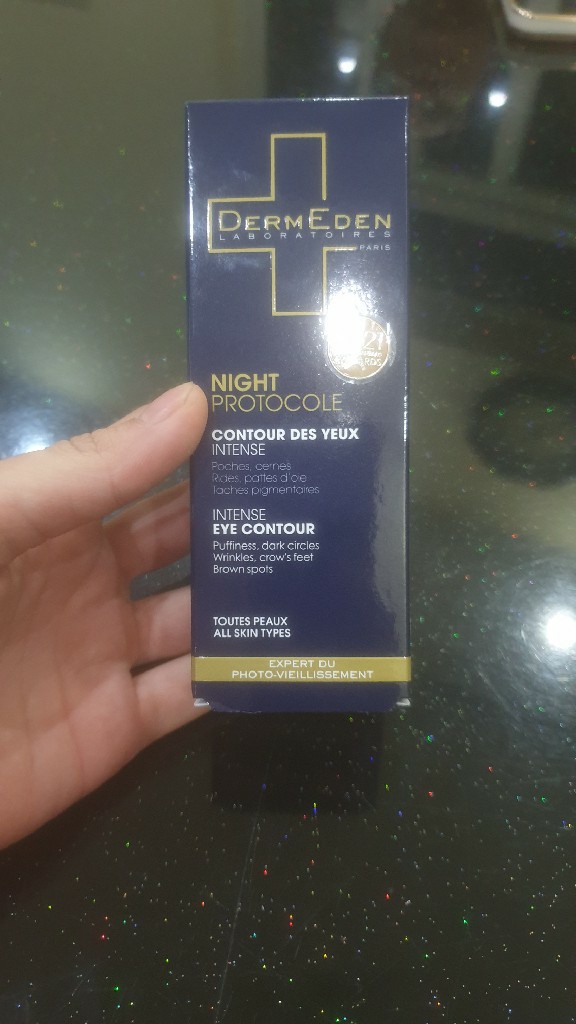 DERMEDEN
LABORATOIRES
PARIS
NIGHT
PROTOCOLE
CONTOUR DES YEUX
INTENSE
Poches, cernes
Rides, pattes d'oie
Taches pigmentaires
INTENSE
EYE CONTOUR
Puffiness, dark circles
Wrinkles, crow's feet
Brown spots
TOUTES PEAUX
ALL SKIN TYPES
EXPERT DU
PHOTO-VIEILLISSEMENT